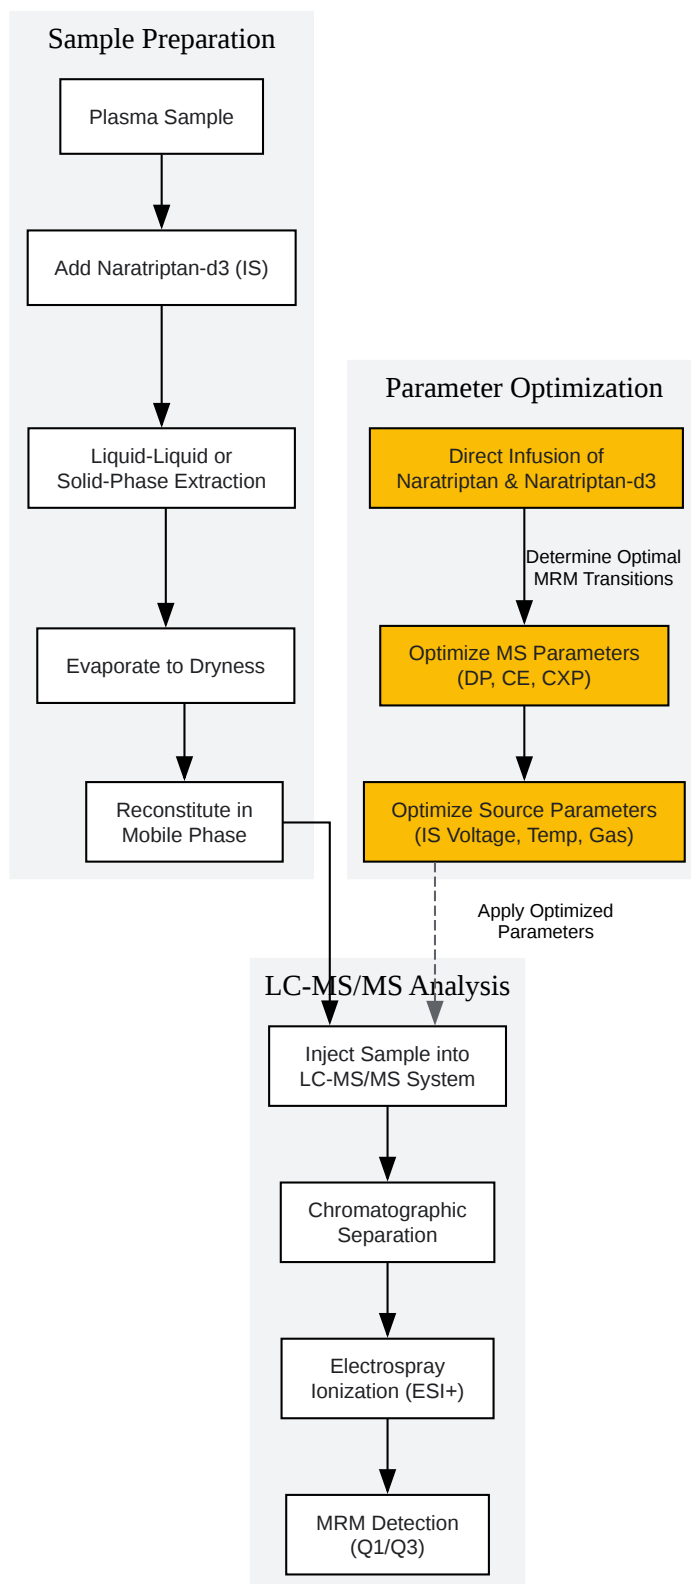 Sample Preparation
Plasma Sample
Add Naratriptan-d3 (IS)
Liquid-Liquid or
Solid-Phase Extraction
Evaporate to Dryness
Reconstitute in
Mobile Phase
Parameter Optimization
Direct Infusion of
Naratriptan & Naratriptan-d3
Determine Optimal
MRM Transitions
Optimize MS Parameters
(DP, CE, CXP)
Optimize Source Parameters
(IS Voltage, Temp, Gas)
Apply Optimized
Parameters
LC-MS/MS Analysis
Inject Sample into
LC-MS/MS System
Chromatographic
Separation
Electrospray
Ionization (ESI+)
MRM Detection
(Q1/Q3)